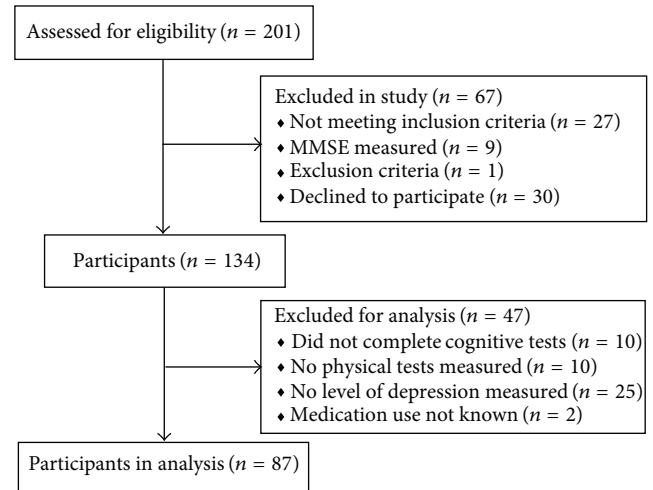 Assessed for eligibility (n = 201)
Excluded in study (n = 67)
♦ Not meeting inclusion criteria (n = 27)
♦ MMSE measured (n = 9)
♦ Exclusion criteria (n = 1)
♦ Declined to participate (n = 30)
Participants (n = 134)
Excluded for analysis (n = 47)
♦ Did not complete cognitive tests (n = 10)
♦ No physical tests measured (n = 10)
♦ No level of depression measured (n = 25)
♦ Medication use not known (n = 2)
Participants in analysis (n = 87)